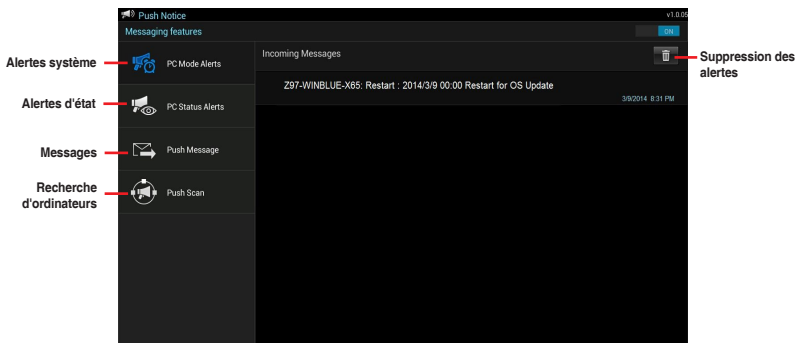 Push Notice
v1.0.05
Messaging features
ON
Alertes système
PC Mode Alerts
Incoming Messages
Suppression des
alertes
Z97-WINBLUE-X65: Restart : 2014/3/9 00:00 Restart for OS Update
3/9/2014 8:31 PM
Alertes d'état
PC Status Alerts
Messages
Push Message
Recherche
d'ordinateurs
Push Scan